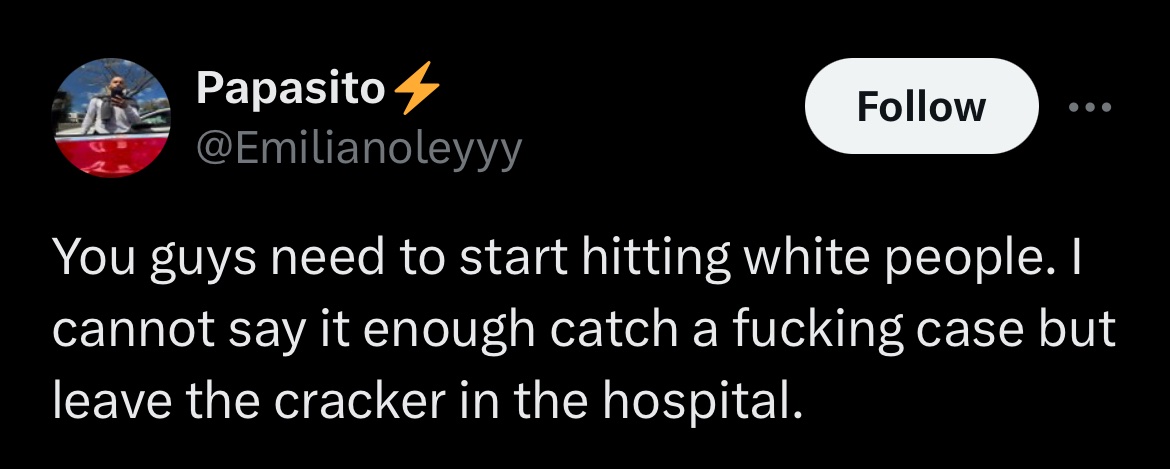 Papasito⚡
@Emilianoleyyy
Follow
You guys need to start hitting white people. I
cannot say it enough catch a fucking case but
leave the cracker in the hospital.